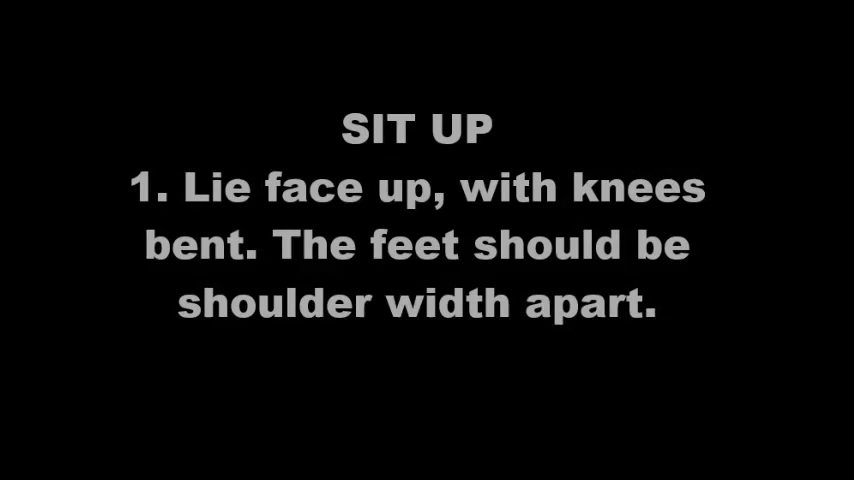 SIT UP
1. Lie face up, with knees
bent. The feet should be
shoulder width apart.